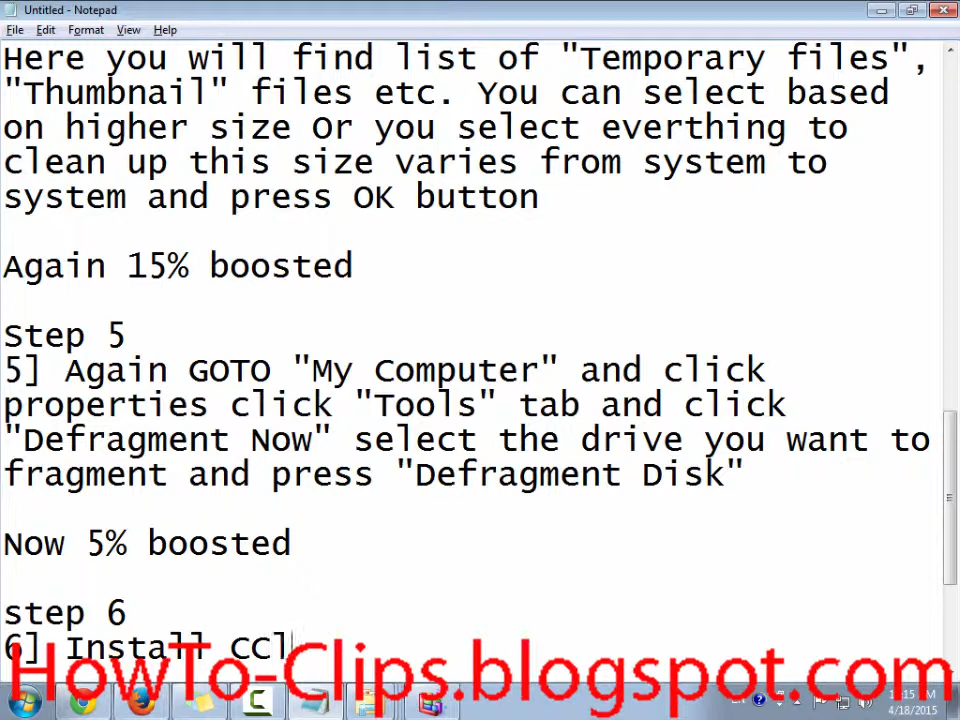 Untitled - Notepad
File Edit Format View Help
Here you will find list of "Temporary files",
"Thumbnail" files etc. You can select based
on higher size Or you select everthing to
clean up this size varies from system to
system and press OK button
Again 15% boosted
Step 5
5] Again GOTO "My Computer" and click
properties click "Tools" tab and click
"Defragment Now" select the drive you want to
fragment and press "Defragment Disk"
Now 5% boosted
step 6
6] Install CCl
HowTo-Clips.blogspot.com
4/18/2015